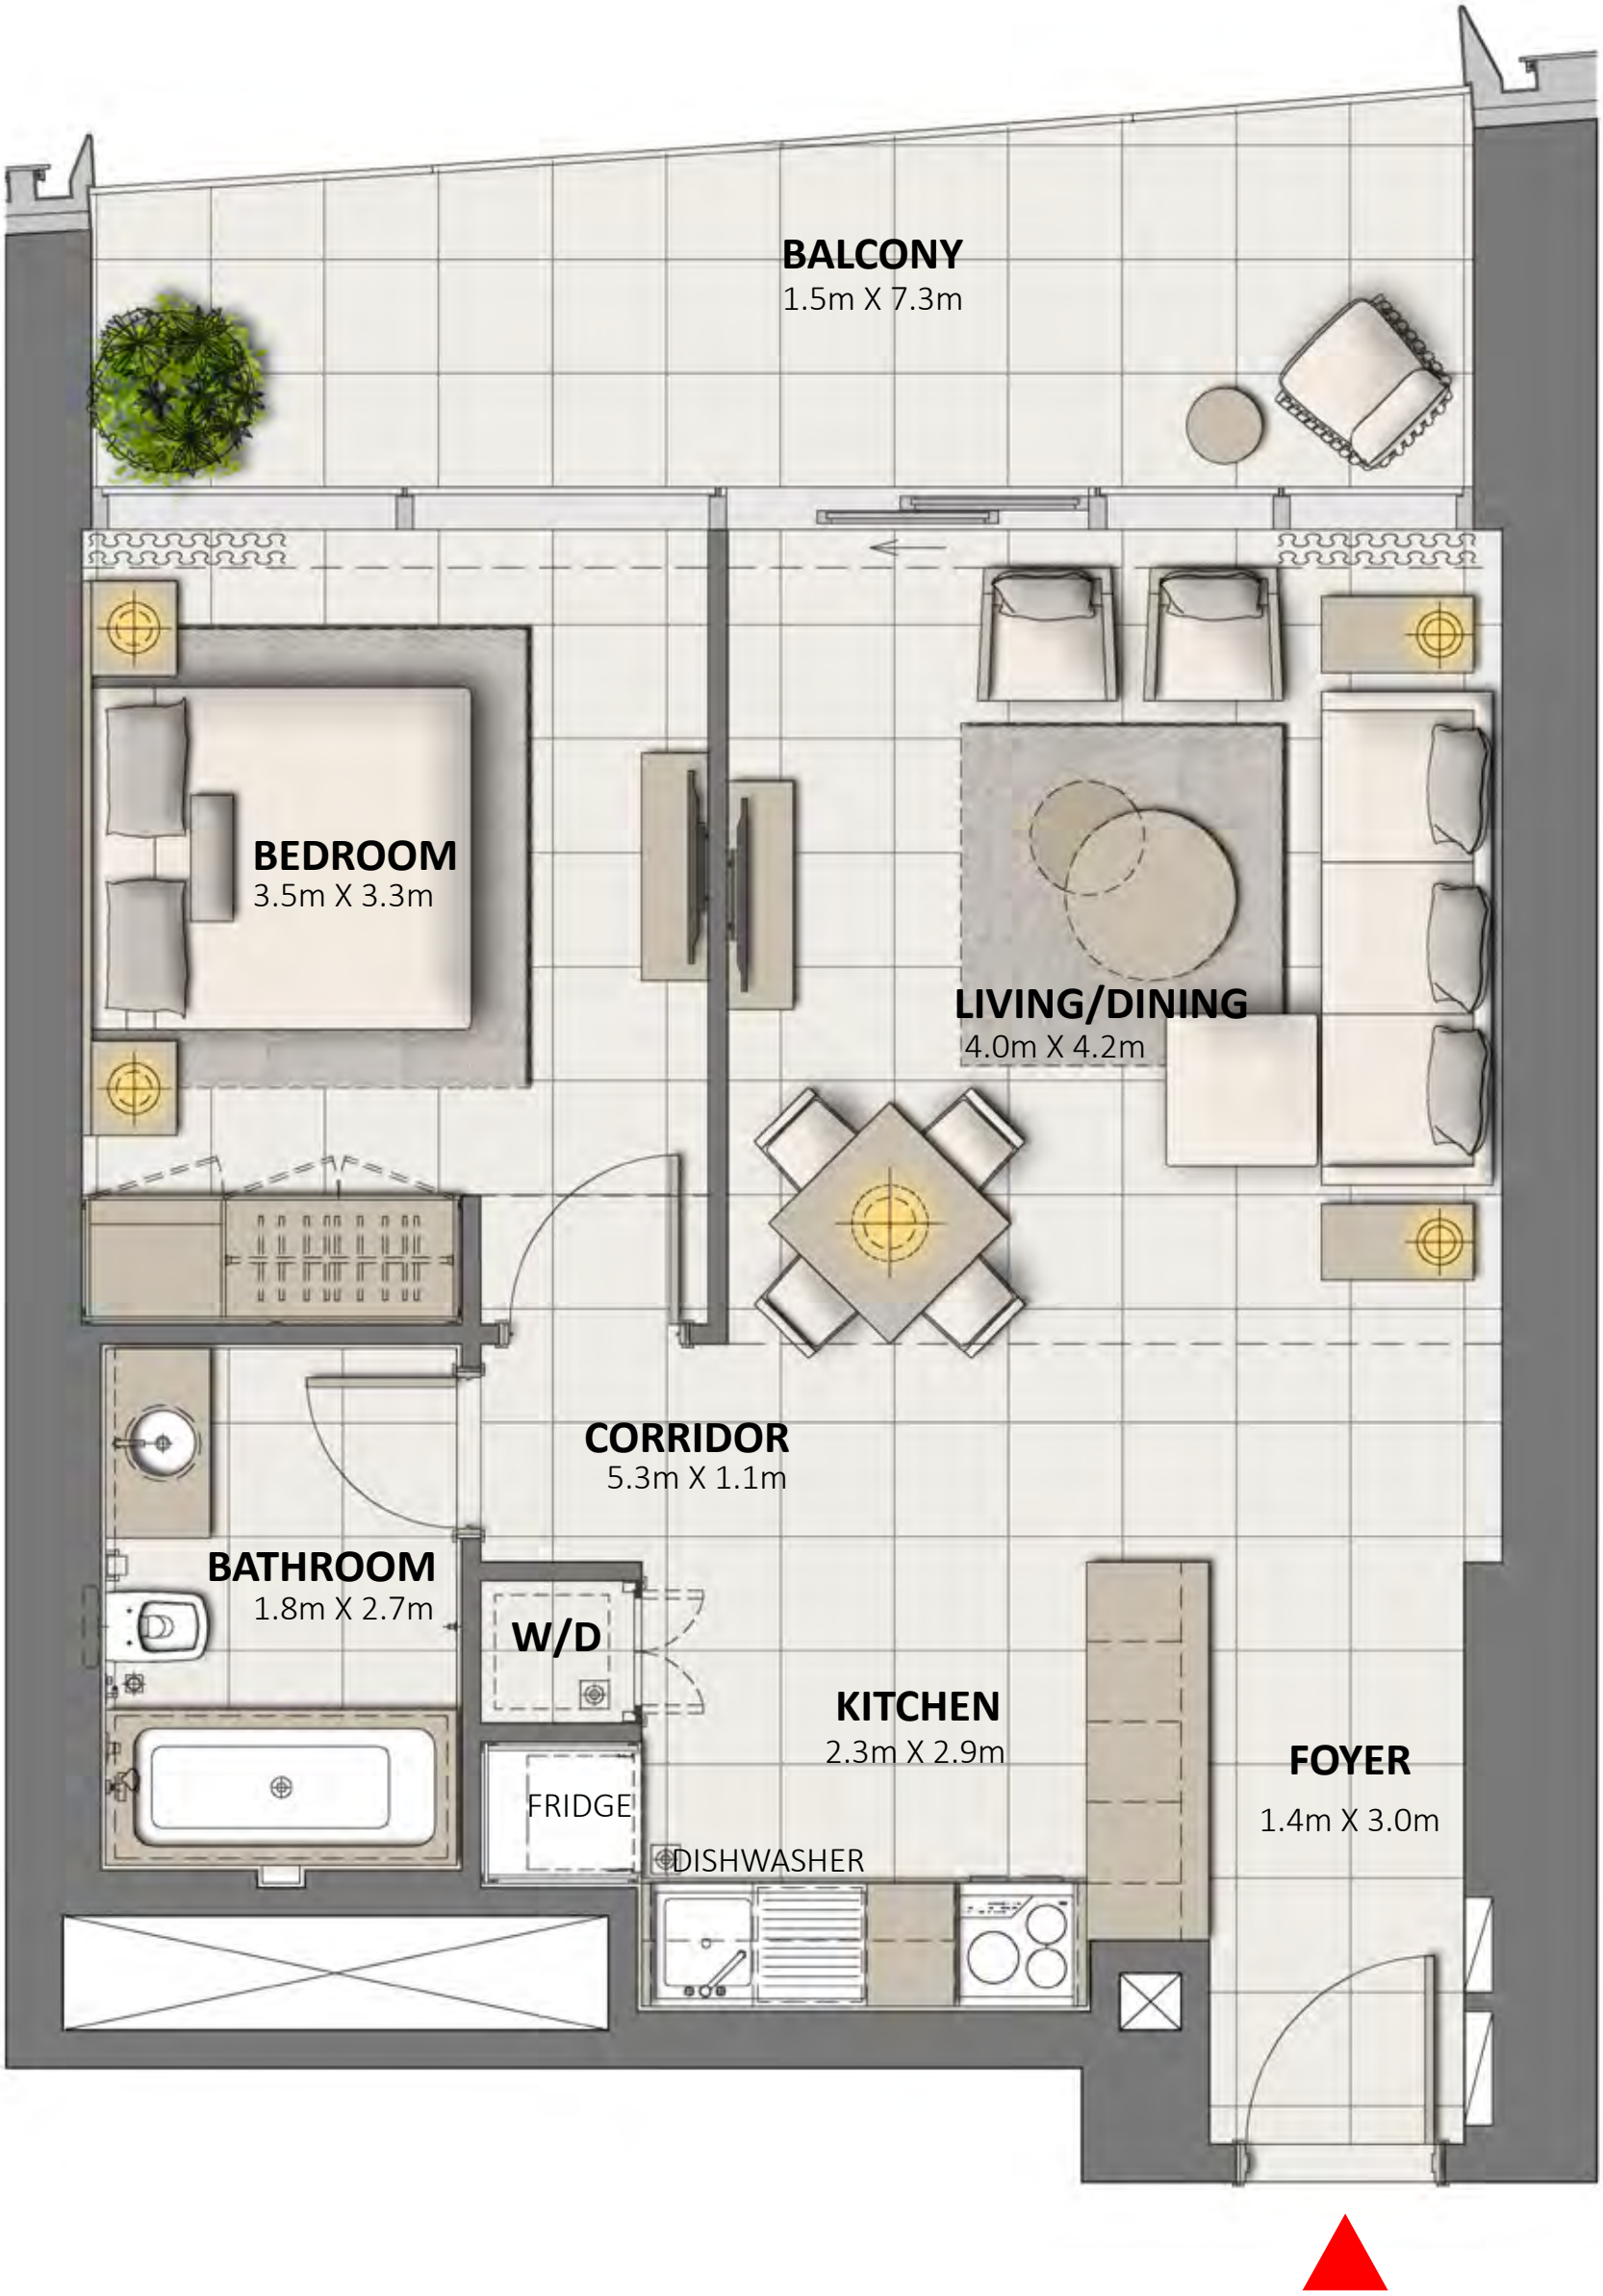 BALCONY
1.5m X 7.3m
BEDROOM
3.5m X 3.3m
LIVING/DINING
4.0m X 4.2m
CORRIDOR
5.3m X 1.1m
BATHROOM
1.8m X 2.7m
W/D
KITCHEN
2.3m X 2.9m
FOYER
1.4m X 3.0m
FRIDGE
DISHWASHER